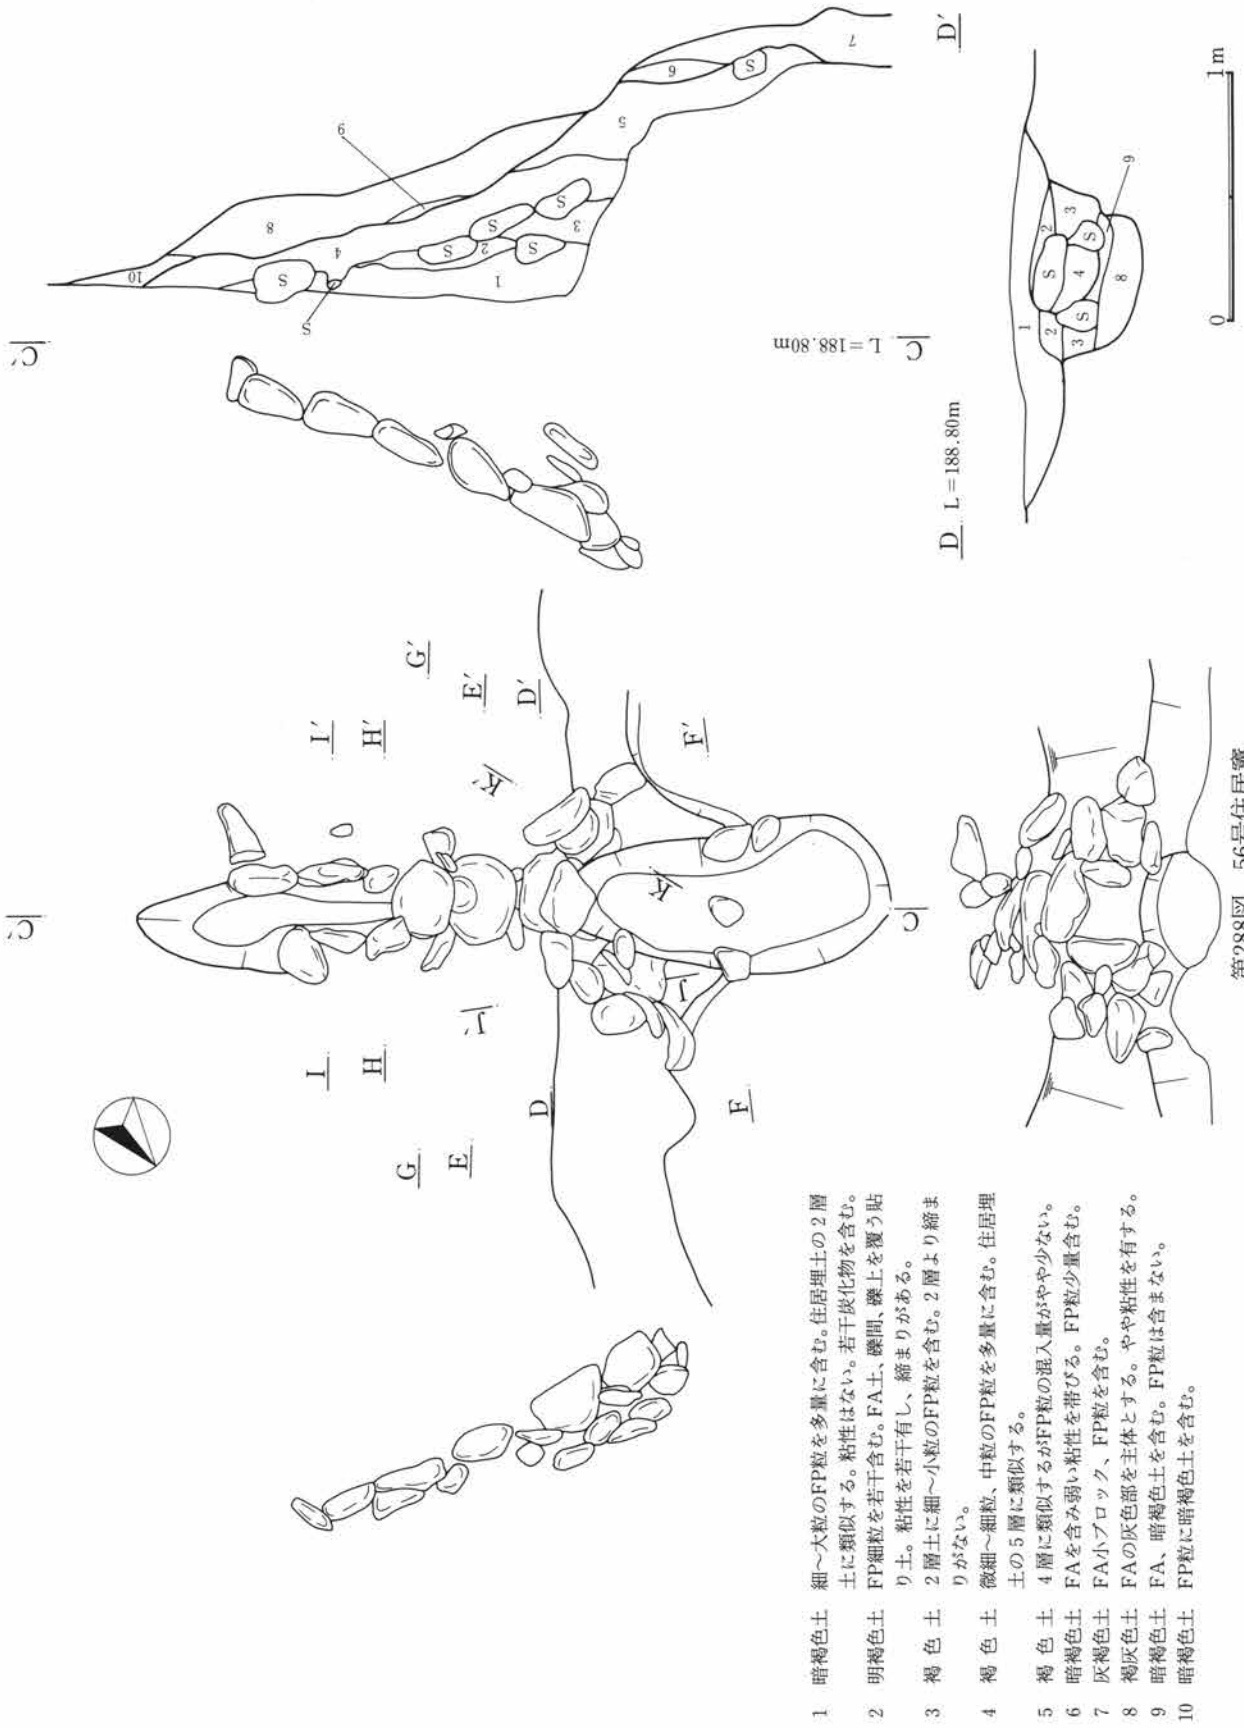 C′
C L=188.80m
10
8
9
4
S
S
2
S
S
S
S
1
3
5
6
S
7
D′
D L=188.80m
1
2
S
2
3
3
4
S
S
8
9
0 1m
C′
I I′
H H′
G G′
E E′
D D′
J′ K′
K
J
F F′
C
1 暗褐色土 細～大粒のFP粒を多量に含む。住居埋土の2層
土に類似する。粘性はない。若干炭化物を含む。
2 明褐色土 FP細粒を若干含む。FA土、礫間、礫上を覆う貼
り土。粘性を若干有し、締まりがある。
3 褐色土 2層土に細～小粒のFP粒を含む。2層より締ま
りがない。
4 褐色土 微細～細粒、中粒のFP粒を多量に含む。住居埋
土の5層に類似する。
5 褐色土 4層に類似するがFP粒の混入量がやや少ない。
6 暗褐色土 FAを含み弱い粘性を帯びる。FP粒少量含む。
7 灰褐色土 FA小ブロック、FP粒を含む。
8 褐灰色土 FAの灰色部を主体とする。やや粘性を有する。
9 暗褐色土 FA、暗褐色土を含む。FP粒は含まない。
10 暗褐色土 FP粒に暗褐色土を含む。
第288図 56号住居竈